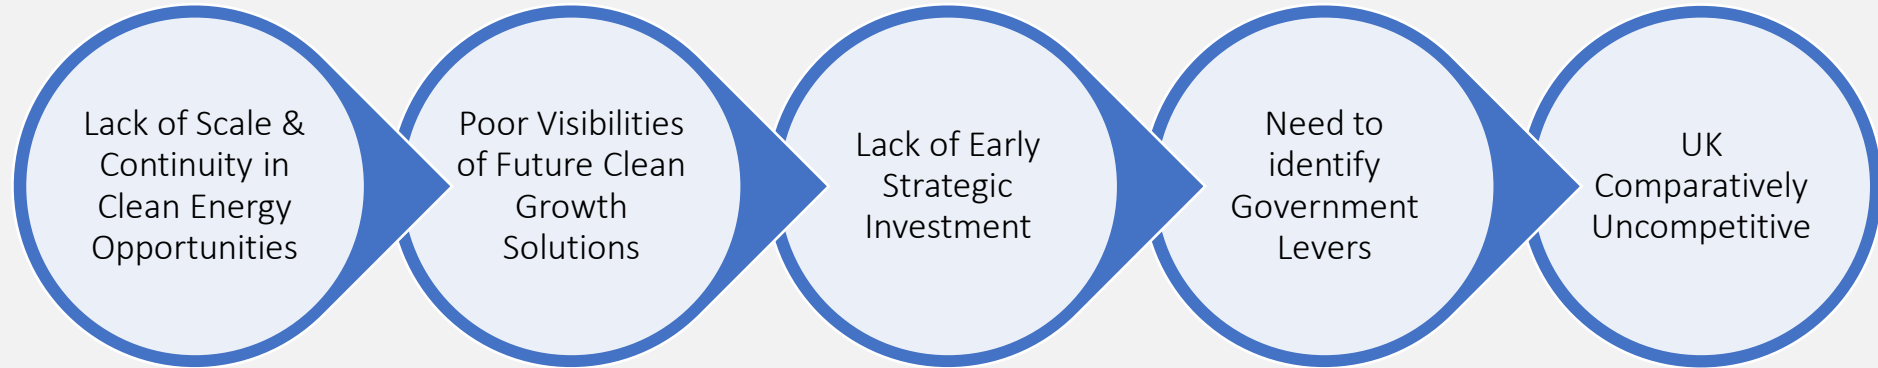 Lack of Scale &
Continuity in
Clean Energy
Opportunities
Poor Visibilities
of Future Clean
Growth
Solutions
Lack of Early
Strategic
Investment
Need to
identify
Government
Levers
UK
Comparatively
Uncompetitive